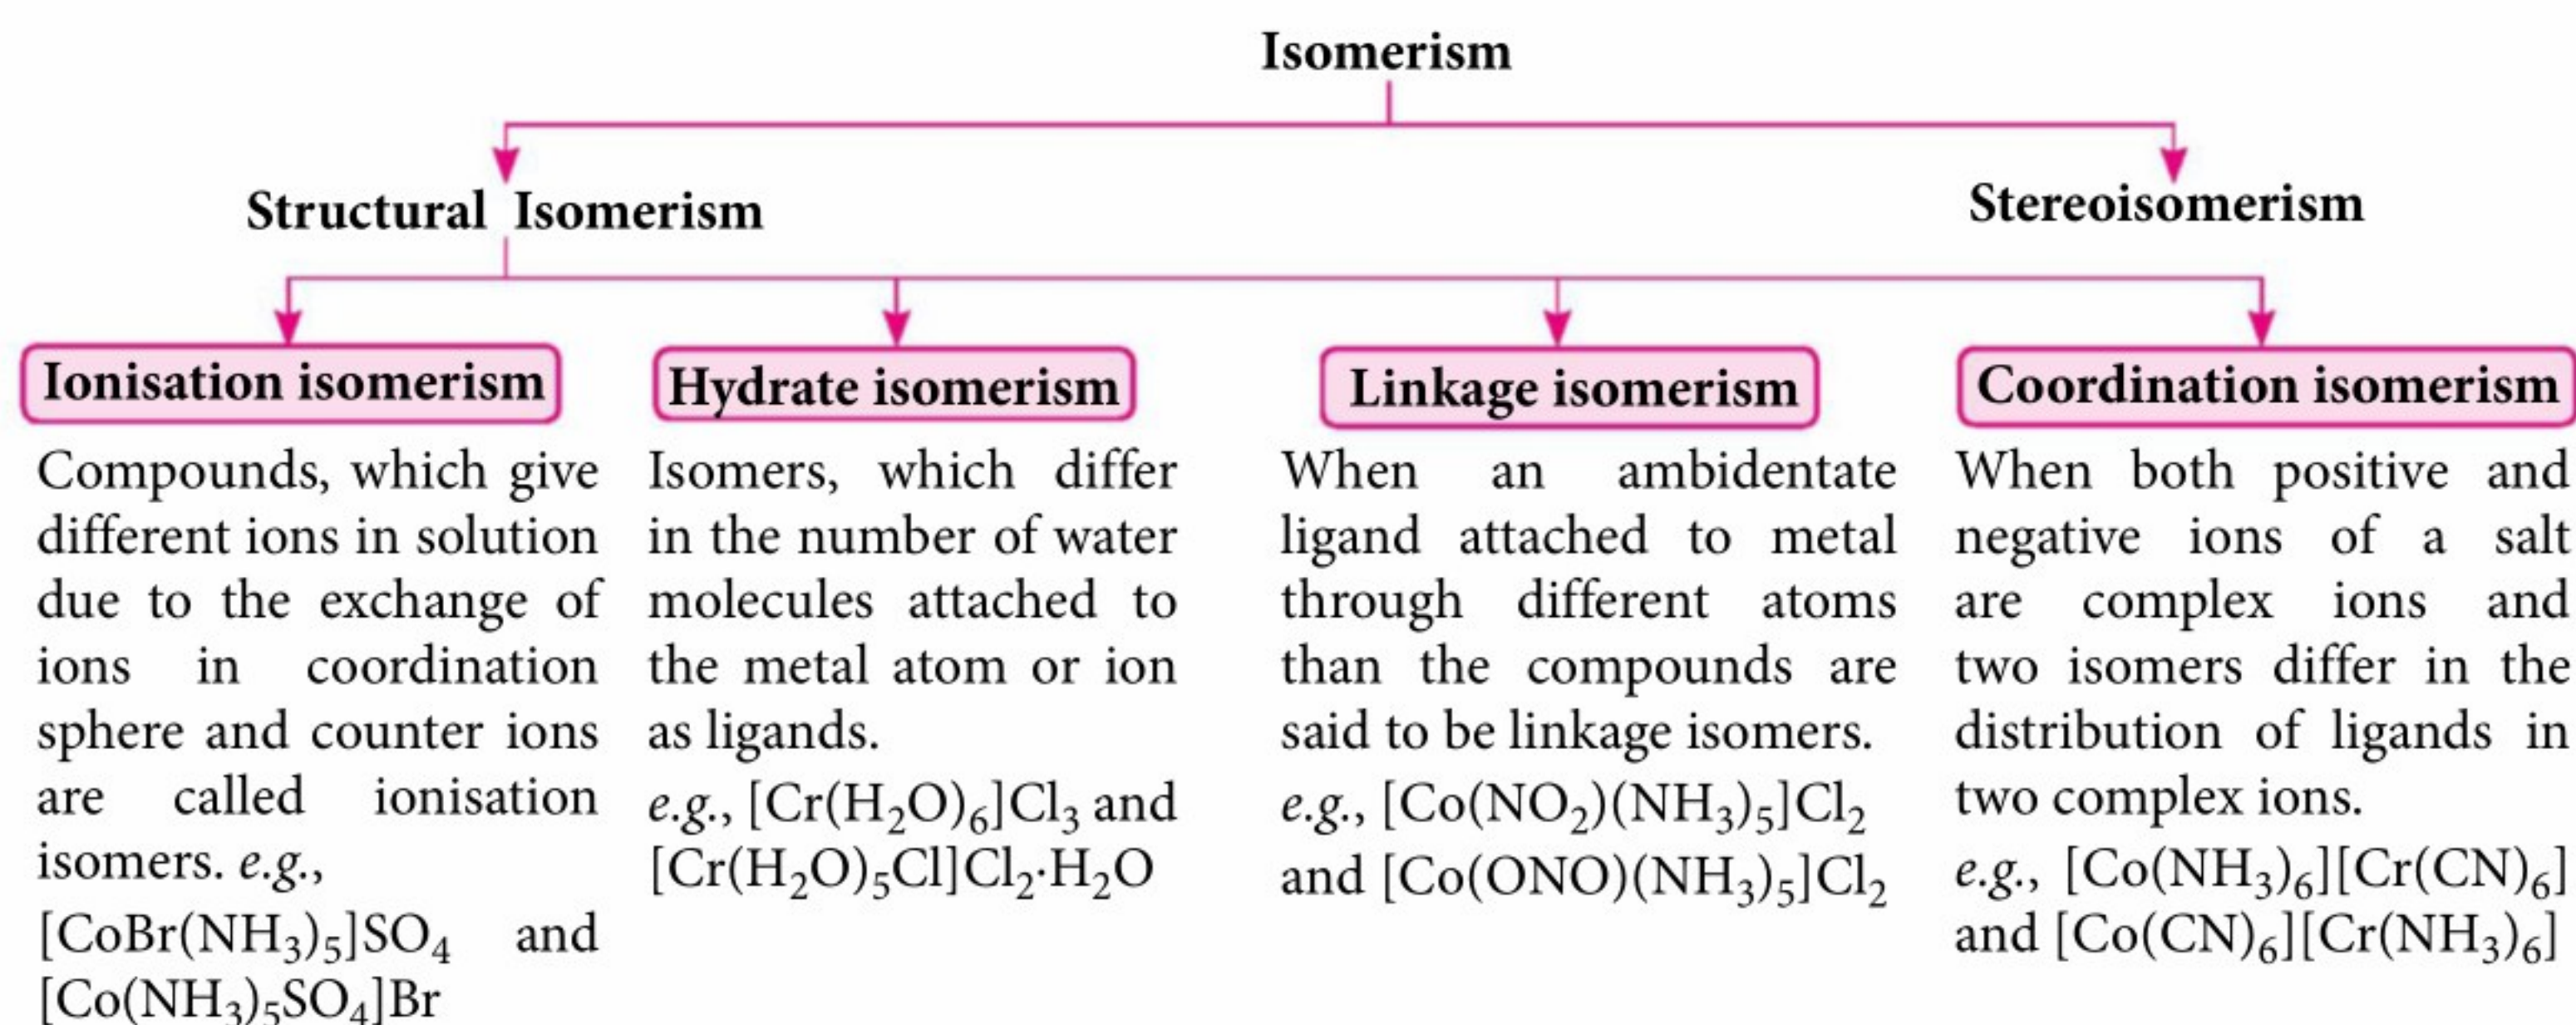 Isomerism
Structural Isomerism
Stereoisomerism
Ionisation isomerism
Compounds, which give
different ions in solution
due to the exchange of
ions in coordination
sphere and counter ions
are called ionisation
isomers. e.g.,
[CoBr(NH₃)₅]SO₄ and
[Co(NH₃)₅SO₄]Br
Hydrate isomerism
Isomers, which differ
in the number of water
molecules attached to
the metal atom or ion
as ligands.
e.g., [Cr(H₂O)₆]Cl₃ and
[Cr(H₂O)₅Cl]Cl₂·H₂O
Linkage isomerism
When an ambidentate
ligand attached to metal
through different atoms
than the compounds are
said to be linkage isomers.
e.g., [Co(NO₂)(NH₃)₅]Cl₂
and [Co(ONO)(NH₃)₅]Cl₂
Coordination isomerism
When both positive and
negative ions of a salt
are complex ions and
two isomers differ in the
distribution of ligands in
two complex ions.
e.g., [Co(NH₃)₆][Cr(CN)₆]
and [Co(CN)₆][Cr(NH₃)₆]